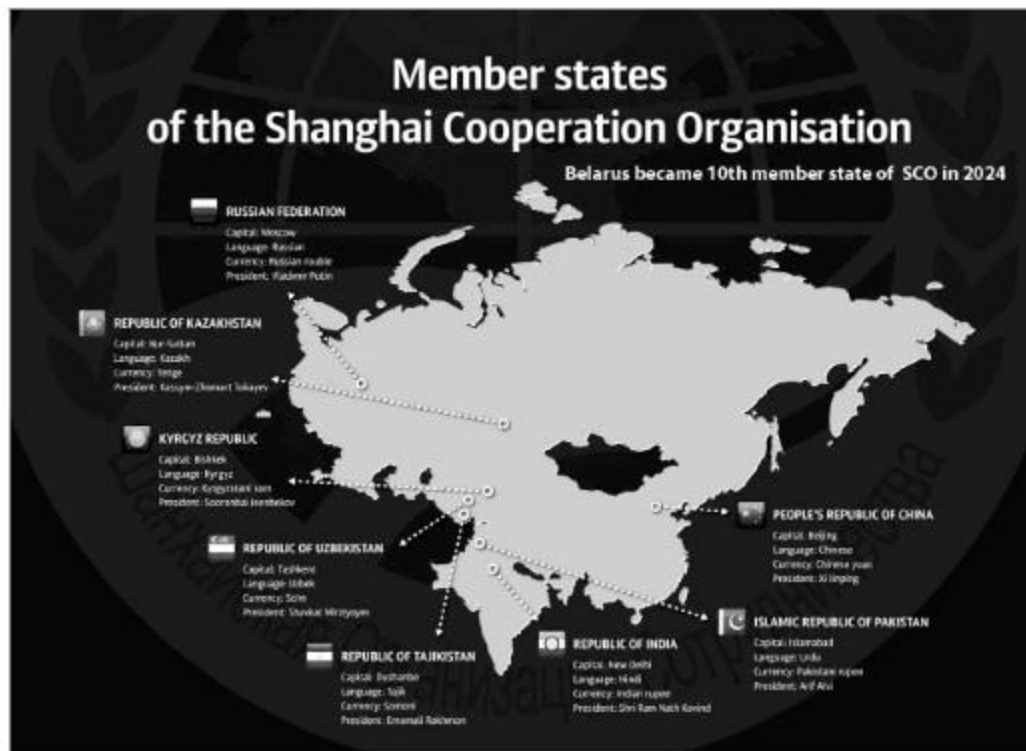 Member states
of the Shanghai Cooperation Organisation
Belarus became 10th member state of SCO in 2024
RUSSIAN FEDERATION
Capital: Moscow
Language: Russian
Currency: Russian rouble
President: Vladimir Putin
REPUBLIC OF KAZAKHSTAN
Capital: Nur-Sultan
Language: Kazakh
Currency: Tenge
President: Kassym-Zhomart Tokayev
KYRGYZ REPUBLIC
Capital: Bishkek
Language: Kyrgyz
Currency: Kyrgyzstani som
President: Sooronbai Jeenbekov
REPUBLIC OF UZBEKISTAN
Capital: Tashkent
Language: Uzbek
Currency:
President: Shavkat Mirziyoyev
REPUBLIC OF TAJIKISTAN
Capital: Dushanbe
Language: Tajik
Currency: Somoni
President: Emomali Rakhmon
REPUBLIC OF INDIA
Capital: New Delhi
Language: Hindi
Currency: Indian rupee
President: Shri Ram Nath Kovind
PEOPLE'S REPUBLIC OF CHINA
Capital: Beijing
Language: Chinese
Currency: Chinese yuan
President: Xi Jinping
ISLAMIC REPUBLIC OF PAKISTAN
Capital: Islamabad
Language: Urdu
Currency: Pakistani rupee
President: Arif Alvi